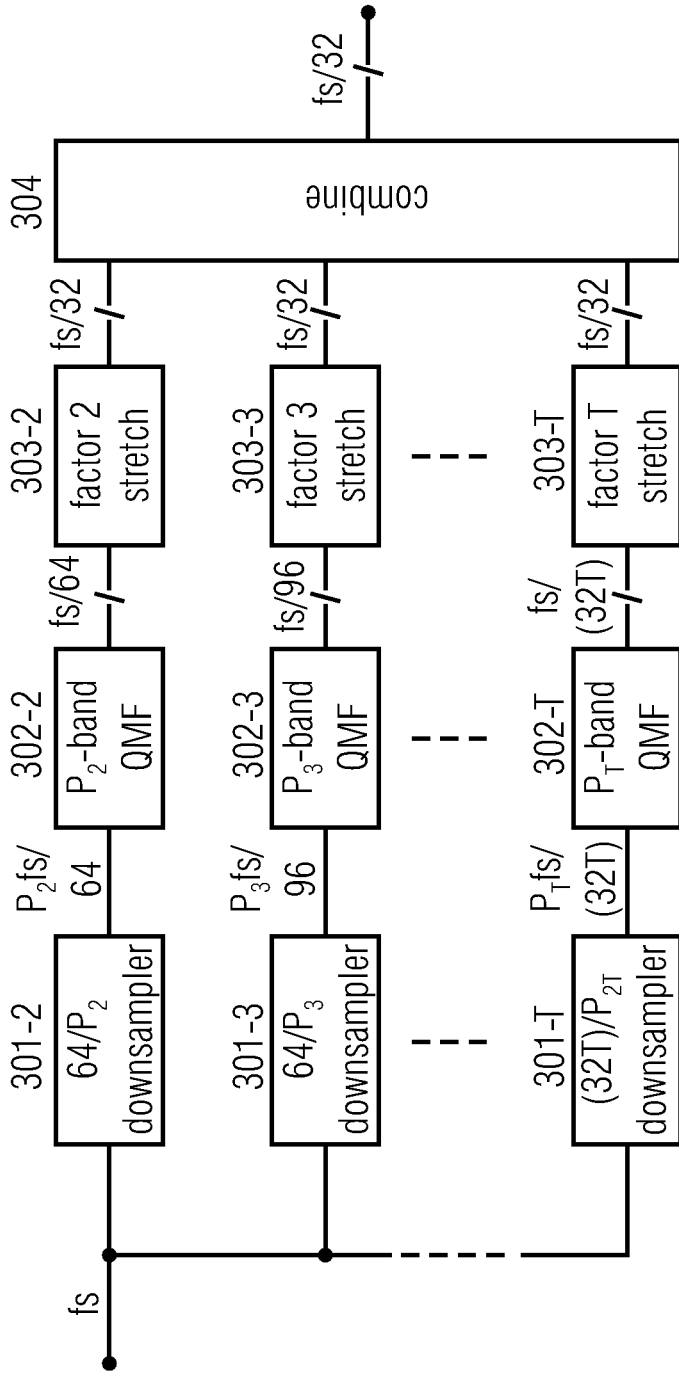 fs
301-2
64/P₂
downsampler
P₂fs/
64
302-2
P₂-band
QMF
fs/64
303-2
factor 2
stretch
fs/32
301-3
64/P₃
downsampler
P₃fs/
96
302-3
P₃-band
QMF
fs/96
303-3
factor 3
stretch
fs/32
301-T
(32T)/P₂T
downsampler
P_Tfs/
(32T)
302-T
P_T-band
QMF
fs/
(32T)
303-T
factor T
stretch
fs/32
304
combine
fs/32